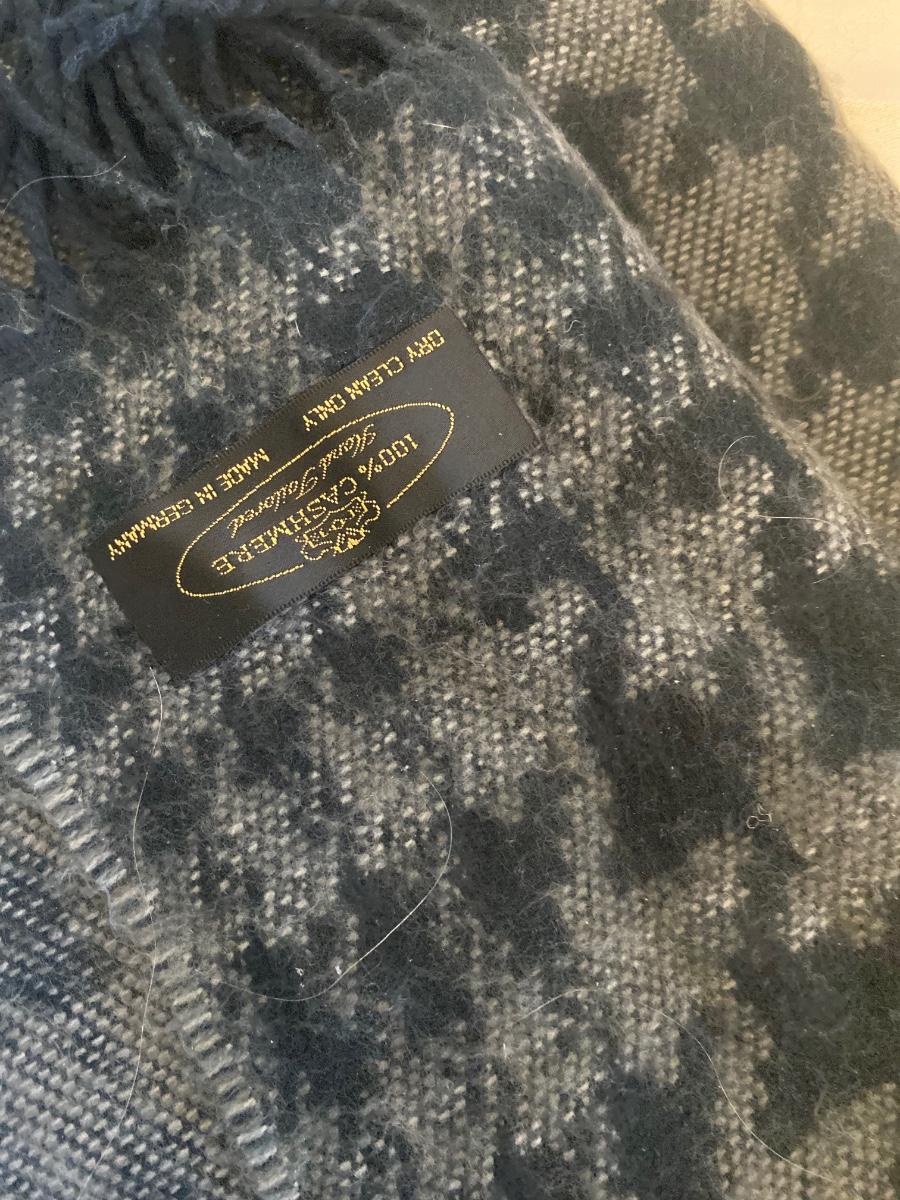 100% CASHMERE
Hand Tailored
MADE IN GERMANY
DRY CLEAN ONLY